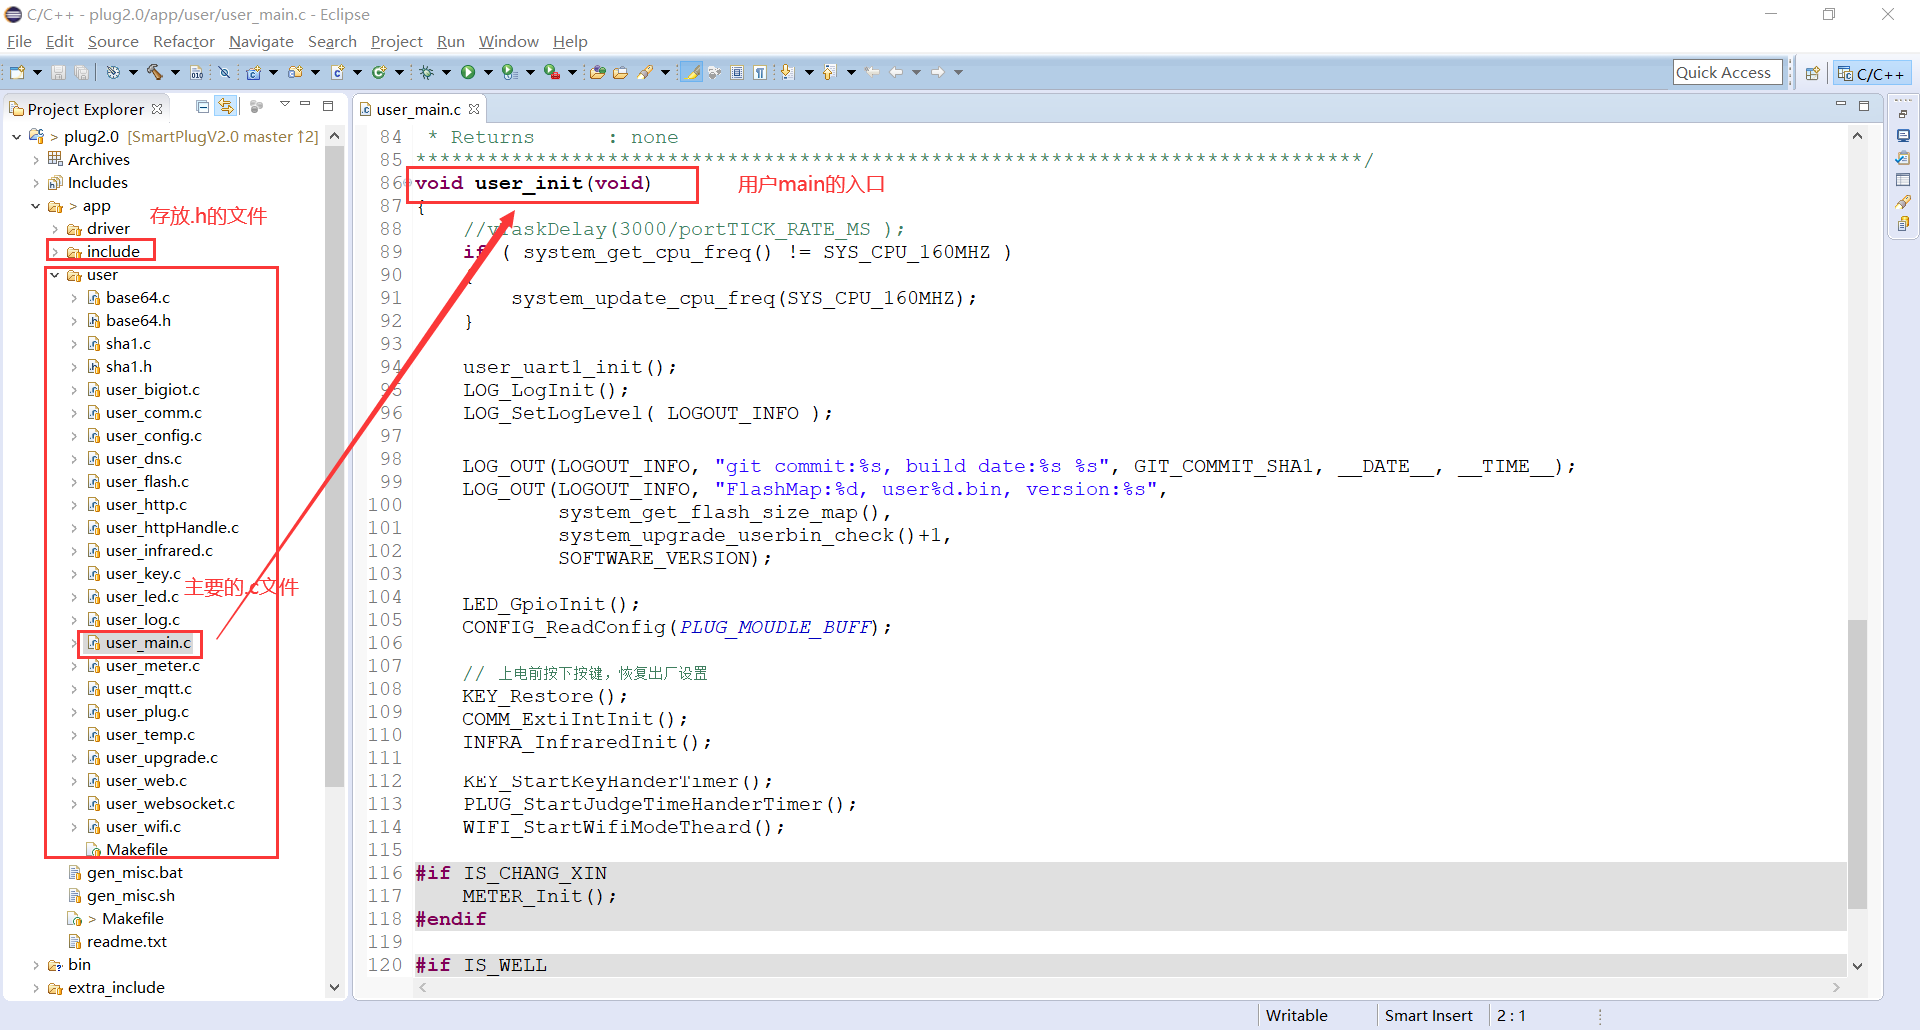 C/C++ - plug2.0/app/user/user_main.c - Eclipse
File Edit Source Refactor Navigate Search Project Run Window Help
Quick Access
C/C++
Project Explorer
plug2.0 [SmartPlugV2.0 master ↑2]
Archives
Includes
> app
存放.h的文件
driver
include
user
base64.c
base64.h
sha1.c
sha1.h
user_bigiot.c
user_comm.c
user_config.c
user_dns.c
user_flash.c
user_http.c
user_httpHandle.c
user_infrared.c
user_key.c
主要的.c文件
user_led.c
user_log.c
user_main.c
user_meter.c
user_mqtt.c
user_plug.c
user_temp.c
user_upgrade.c
user_web.c
user_websocket.c
user_wifi.c
Makefile
gen_misc.bat
gen_misc.sh
> Makefile
readme.txt
bin
extra_include
user_main.c
84 * Returns : none
85 *******************************************************************************/
86 void user_init(void) 用户main的入口
87 {
88 //vTaskDelay(3000/portTICK_RATE_MS );
89 if ( system_get_cpu_freq() != SYS_CPU_160MHZ )
90 {
91 system_update_cpu_freq(SYS_CPU_160MHZ);
92 }
93
94 user_uart1_init();
95 LOG_LogInit();
96 LOG_SetLogLevel( LOGOUT_INFO );
97
98 LOG_OUT(LOGOUT_INFO, "git commit:%s, build date:%s %s", GIT_COMMIT_SHA1, __DATE__, __TIME__);
99 LOG_OUT(LOGOUT_INFO, "FlashMap:%d, user%d.bin, version:%s",
100 system_get_flash_size_map(),
101 system_upgrade_userbin_check()+1,
102 SOFTWARE_VERSION);
103
104 LED_GpioInit();
105 CONFIG_ReadConfig(PLUG_MOUDLE_BUFF);
106
107 // 上电前按下按键，恢复出厂设置
108 KEY_Restore();
109 COMM_ExtiIntInit();
110 INFRA_InfraredInit();
111
112 KEY_StartKeyHanderTimer();
113 PLUG_StartJudgeTimeHanderTimer();
114 WIFI_StartWifiModeTheard();
115
116 #if IS_CHANG_XIN
117 METER_Init();
118 #endif
119
120 #if IS_WELL
Writable Smart Insert 2 : 1